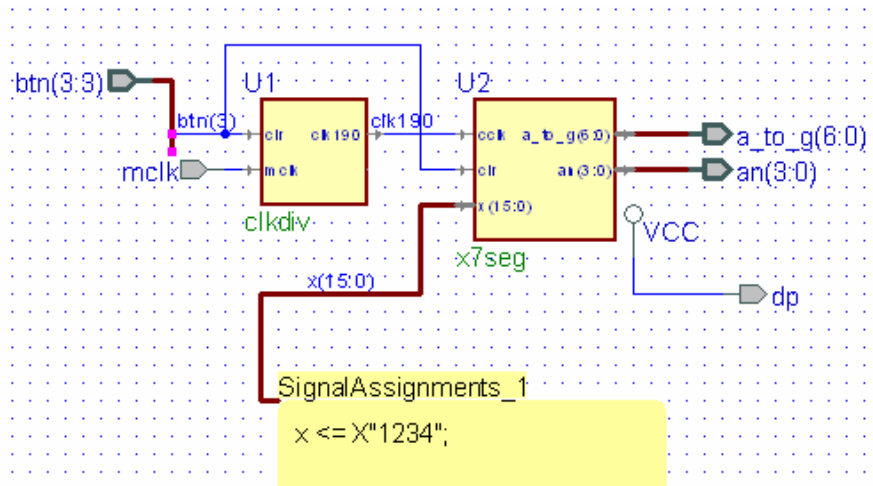 btn(3:3)
btn(3)
mclk
U1
clr
clk190
mclk
clkdiv
clk190
U2
cclk
a_to_g(6:0)
clr
an(3:0)
x(15:0)
x7seg
a_to_g(6:0)
an(3:0)
VCC
dp
x(15:0)
SignalAssignments_1
x <= X"1234";